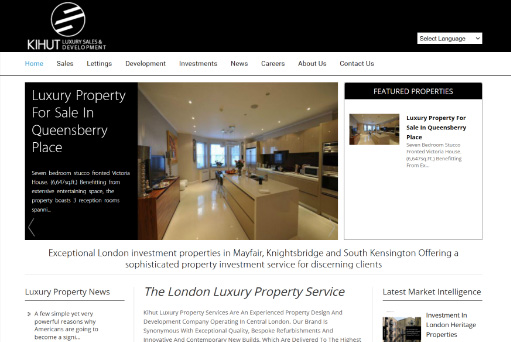 KIHUT LUXURY SALES &
DEVELOPMENT
Select Language
Home Sales Lettings Development Investments News Careers About Us Contact Us
Luxury Property
For Sale In
Queensberry
Place
Seven bedroom stucco fronted Victoria
House. (6,647sq.ft.) Benefitting from
extensive entertaining space, the
property boasts 3 reception rooms
spanni...
FEATURED PROPERTIES
Luxury Property For
Sale In Queensberry
Place
Seven Bedroom Stucco
Fronted Victoria House.
(6,647sq.ft.) Benefitting
From Ex...
Exceptional London investment properties in Mayfair, Knightsbridge and South Kensington Offering a
sophisticated property investment service for discerning clients
Luxury Property News
A few simple yet very
powerful reasons why
Americans are going to
become a signi...
The London Luxury Property Service
Kihut Luxury Property Services Are An Experienced Property Design And
Development Company Operating In Central London. Our Brand Is
Synonymous With Exceptional Quality, Bespoke Refurbishments And
Innovative And Contemporary New Builds, Which Are Delivered To The Highest
Latest Market Intelligence
Investment In
London Heritage
Properties